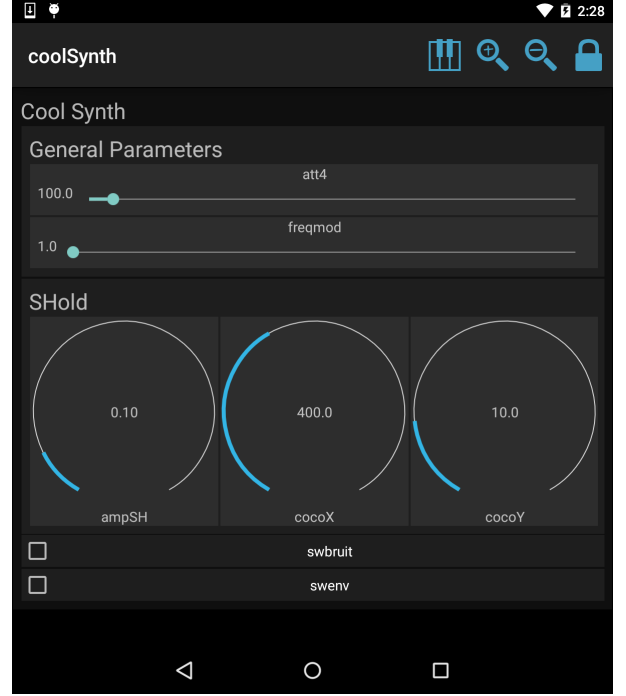 2:28
coolSynth
Cool Synth
General Parameters
att4
100.0
freqmod
1.0
SHold
0.10 400.0 10.0
ampSH cocoX cocoY
swbruit
swenv